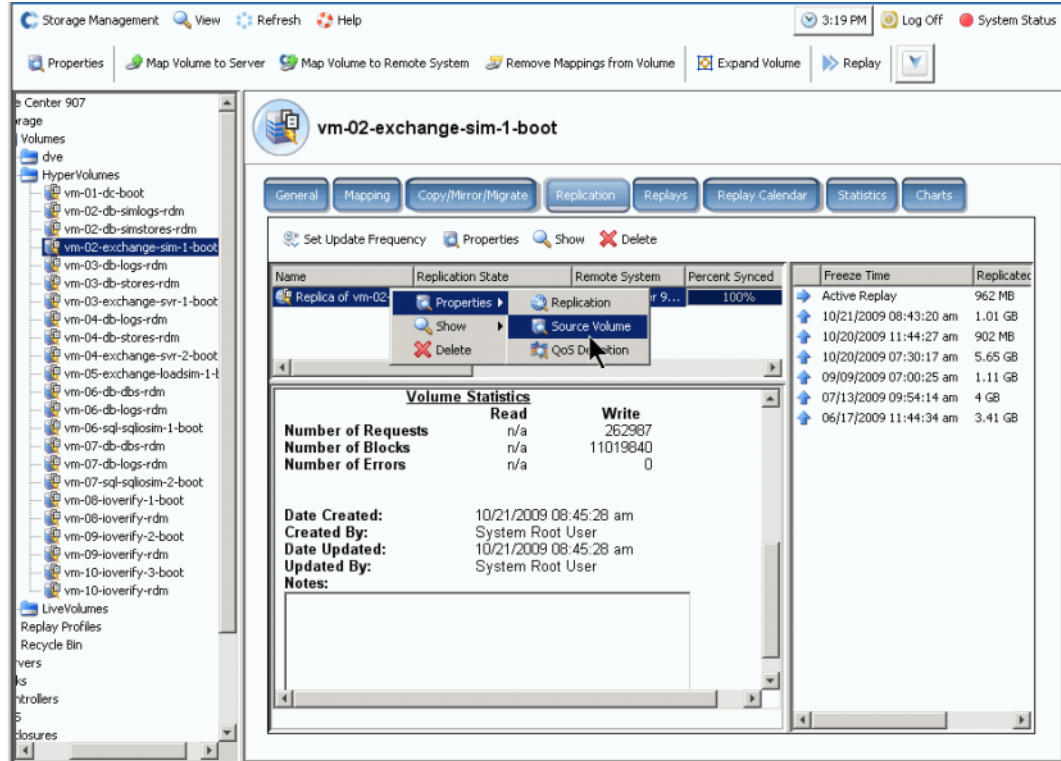 Storage Management View Refresh Help 3:19 PM Log Off System Status
Properties Map Volume to Server Map Volume to Remote System Remove Mappings from Volume Expand Volume Replay
e Center 907
rage
Volumes
dve
HyperVolumes
vm-01-dc-boot
vm-02-db-simlogs-rdm
vm-02-db-simstores-rdm
vm-02-exchange-sim-1-boot
vm-03-db-logs-rdm
vm-03-db-stores-rdm
vm-03-exchange-svr-1-boot
vm-04-db-logs-rdm
vm-04-db-stores-rdm
vm-04-exchange-svr-2-boot
vm-05-exchange-loadsim-1-b
vm-06-db-dbs-rdm
vm-06-db-logs-rdm
vm-06-sql-sqliosim-1-boot
vm-07-db-dbs-rdm
vm-07-db-logs-rdm
vm-07-sql-sqliosim-2-boot
vm-08-ioverify-1-boot
vm-08-ioverify-rdm
vm-09-ioverify-2-boot
vm-09-ioverify-rdm
vm-10-ioverify-3-boot
vm-10-ioverify-rdm
LiveVolumes
Replay Profiles
Recycle Bin
rvers
ks
ntrollers
S
closures
vm-02-exchange-sim-1-boot
General Mapping Copy/Mirror/Migrate Replication Replays Replay Calendar Statistics Charts
Set Update Frequency Properties Show Delete
Name Replication State Remote System Percent Synced
Replica of vm-02- er 9... 100%
Properties Replication
Show Source Volume
Delete QoS Definition
Volume Statistics
Read Write
Number of Requests n/a 262987
Number of Blocks n/a 11019840
Number of Errors n/a 0
Date Created: 10/21/2009 08:45:28 am
Created By: System Root User
Date Updated: 10/21/2009 08:45:28 am
Updated By: System Root User
Notes:
Freeze Time Replicated
Active Replay 962 MB
10/21/2009 08:43:20 am 1.01 GB
10/20/2009 11:44:27 am 902 MB
10/20/2009 07:30:17 am 5.65 GB
09/09/2009 07:00:25 am 1.11 GB
07/13/2009 09:54:14 am 4 GB
06/17/2009 11:44:34 am 3.41 GB